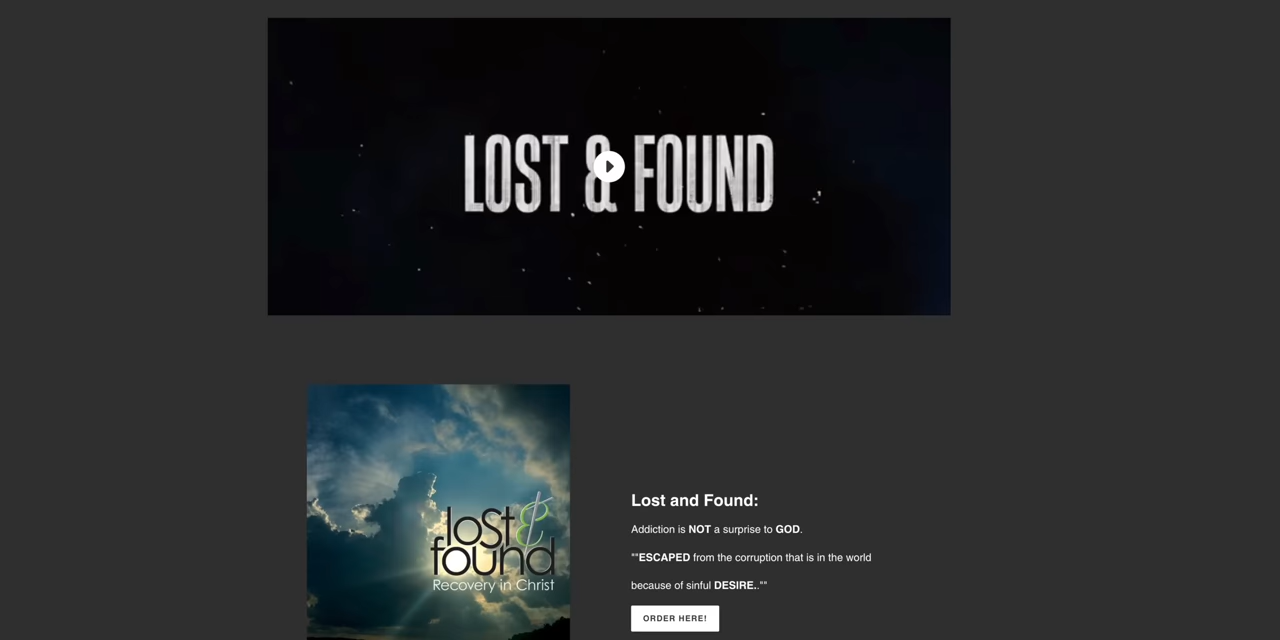 LOST & FOUND
lost &
found
Recovery in Christ
Lost and Found:
Addiction is NOT a surprise to GOD.
""ESCAPED from the corruption that is in the world
because of sinful DESIRE..""
ORDER HERE!